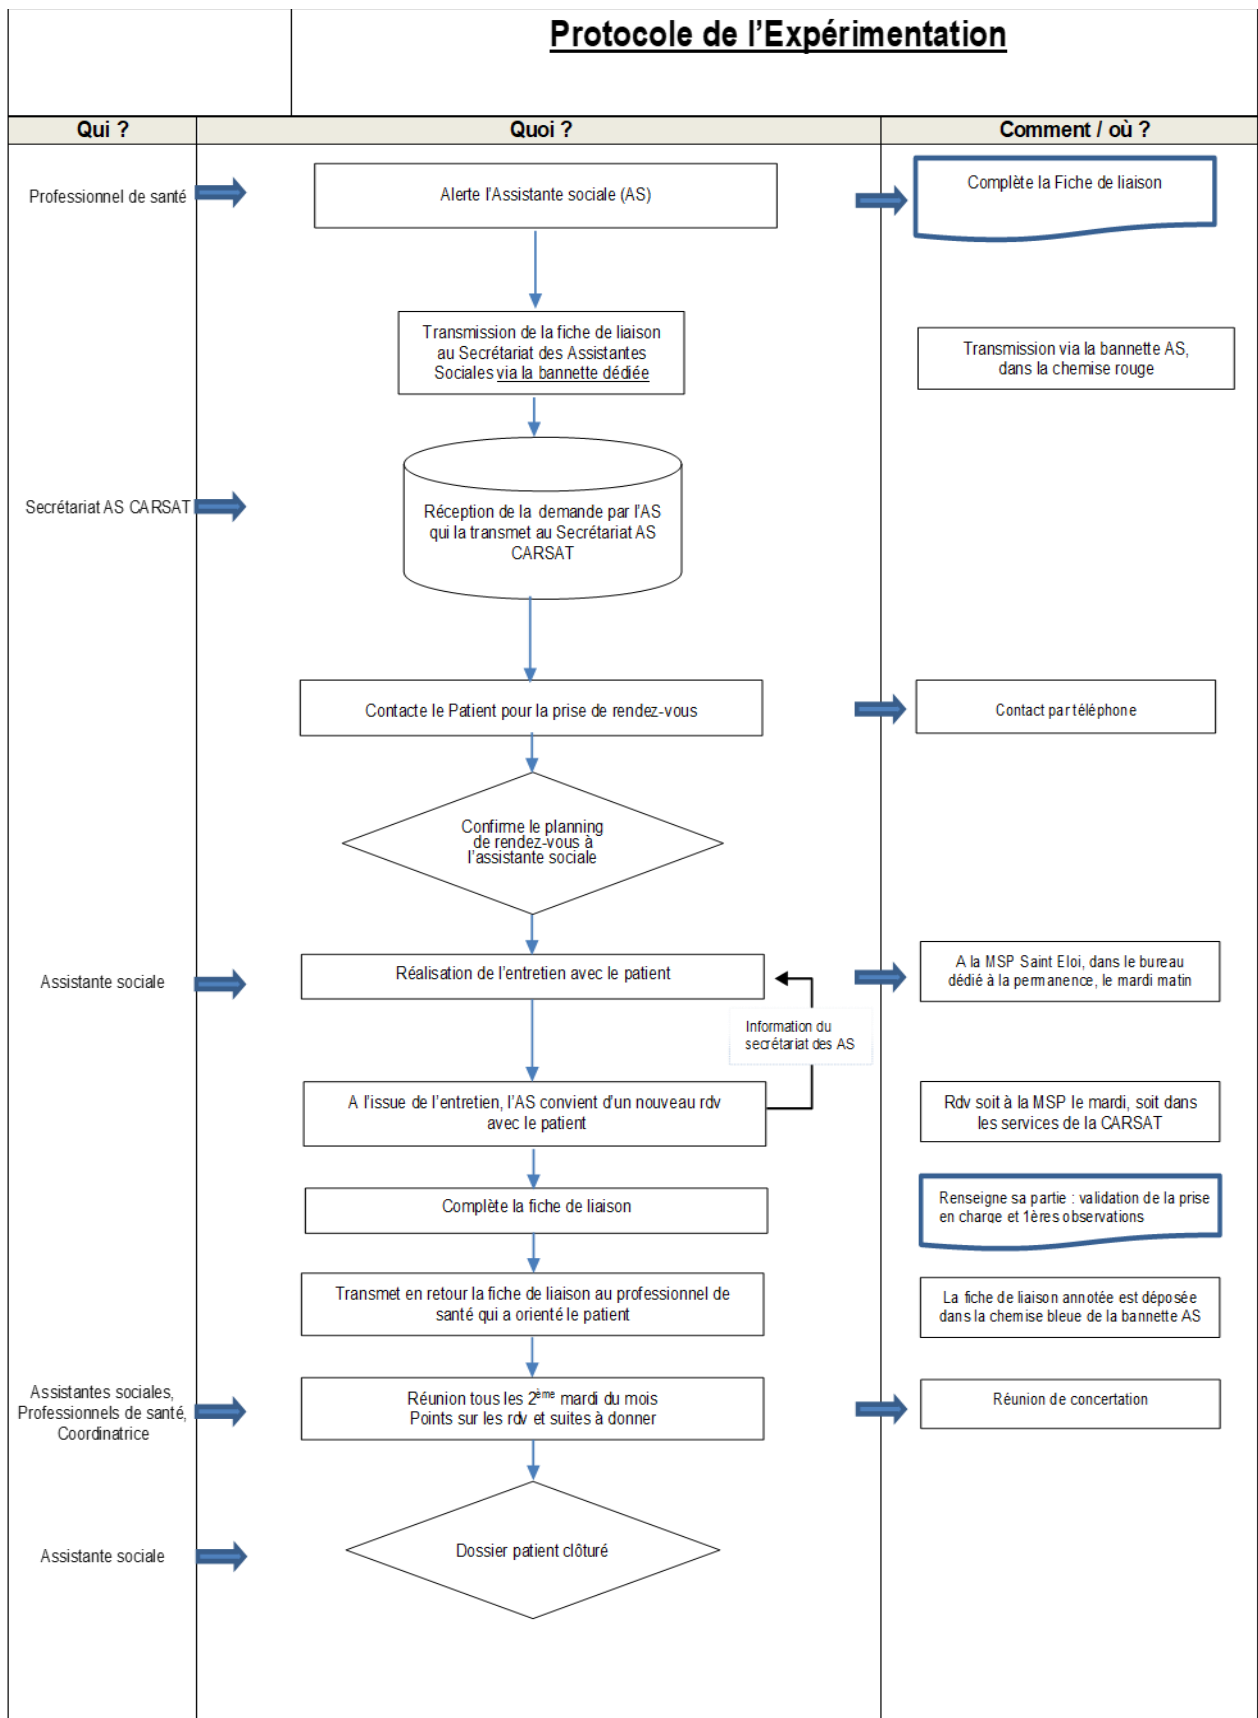 Protocole de l'Expérimentation
Qui ?
Quoi ?
Comment / où ?
Professionnel de santé
Alerte l'Assistante sociale (AS)
Complète la Fiche de liaison
Transmission de la fiche de liaison
au Secrétariat des Assistantes
Sociales via la bannette dédiée
Transmission via la bannette AS,
dans la chemise rouge
Secrétariat AS CARSAT
Réception de la demande par l'AS
qui la transmet au Secrétariat AS
CARSAT
Contacte le Patient pour la prise de rendez-vous
Contact par téléphone
Confirme le planning
de rendez-vous à
l'assistante sociale
Assistante sociale
Réalisation de l'entretien avec le patient
A la MSP Saint Eloi, dans le bureau
dédié à la permanence, le mardi matin
Information du
secrétariat des AS
A l'issue de l'entretien, l'AS convient d'un nouveau rdv
avec le patient
Rdv soit à la MSP le mardi, soit dans
les services de la CARSAT
Complète la fiche de liaison
Renseigne sa partie : validation de la prise
en charge et 1ères observations
Transmet en retour la fiche de liaison au professionnel de
santé qui a orienté le patient
La fiche de liaison annotée est déposée
dans la chemise bleue de la bannette AS
Assistantes sociales,
Professionnels de santé,
Coordinatrice
Réunion tous les 2ème mardi du mois
Points sur les rdv et suites à donner
Réunion de concertation
Assistante sociale
Dossier patient clôturé